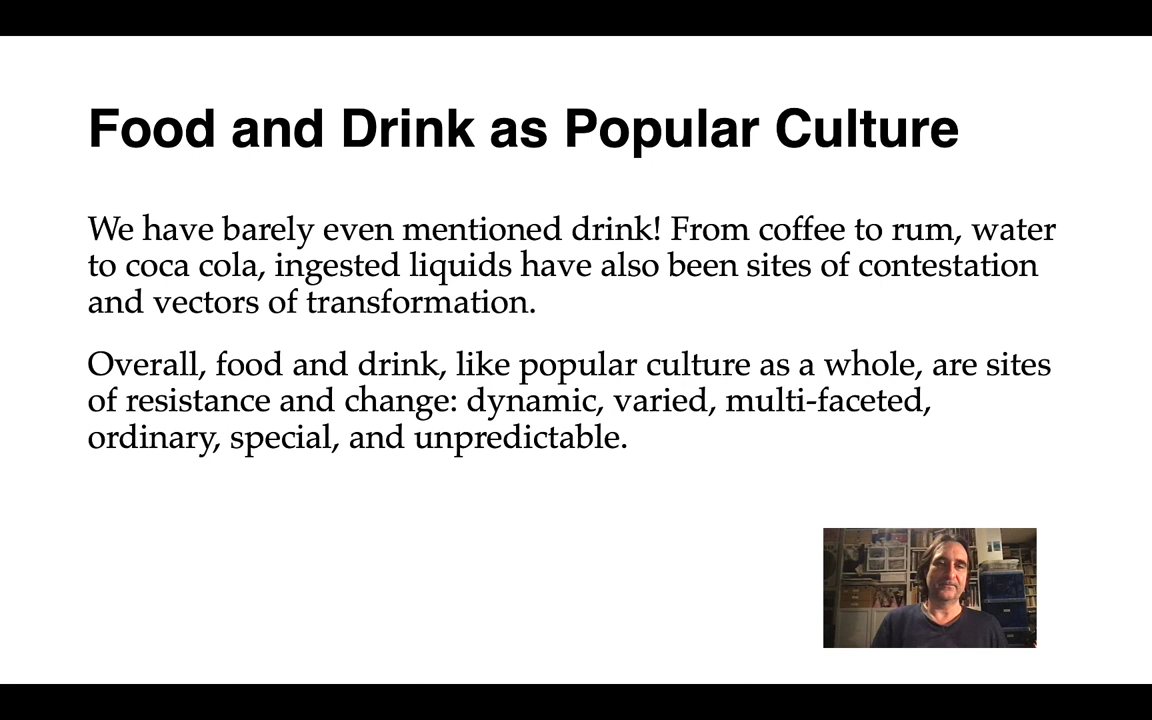 Food and Drink as Popular Culture
We have barely even mentioned drink! From coffee to rum, water
to coca cola, ingested liquids have also been sites of contestation
and vectors of transformation.
Overall, food and drink, like popular culture as a whole, are sites
of resistance and change: dynamic, varied, multi-faceted,
ordinary, special, and unpredictable.